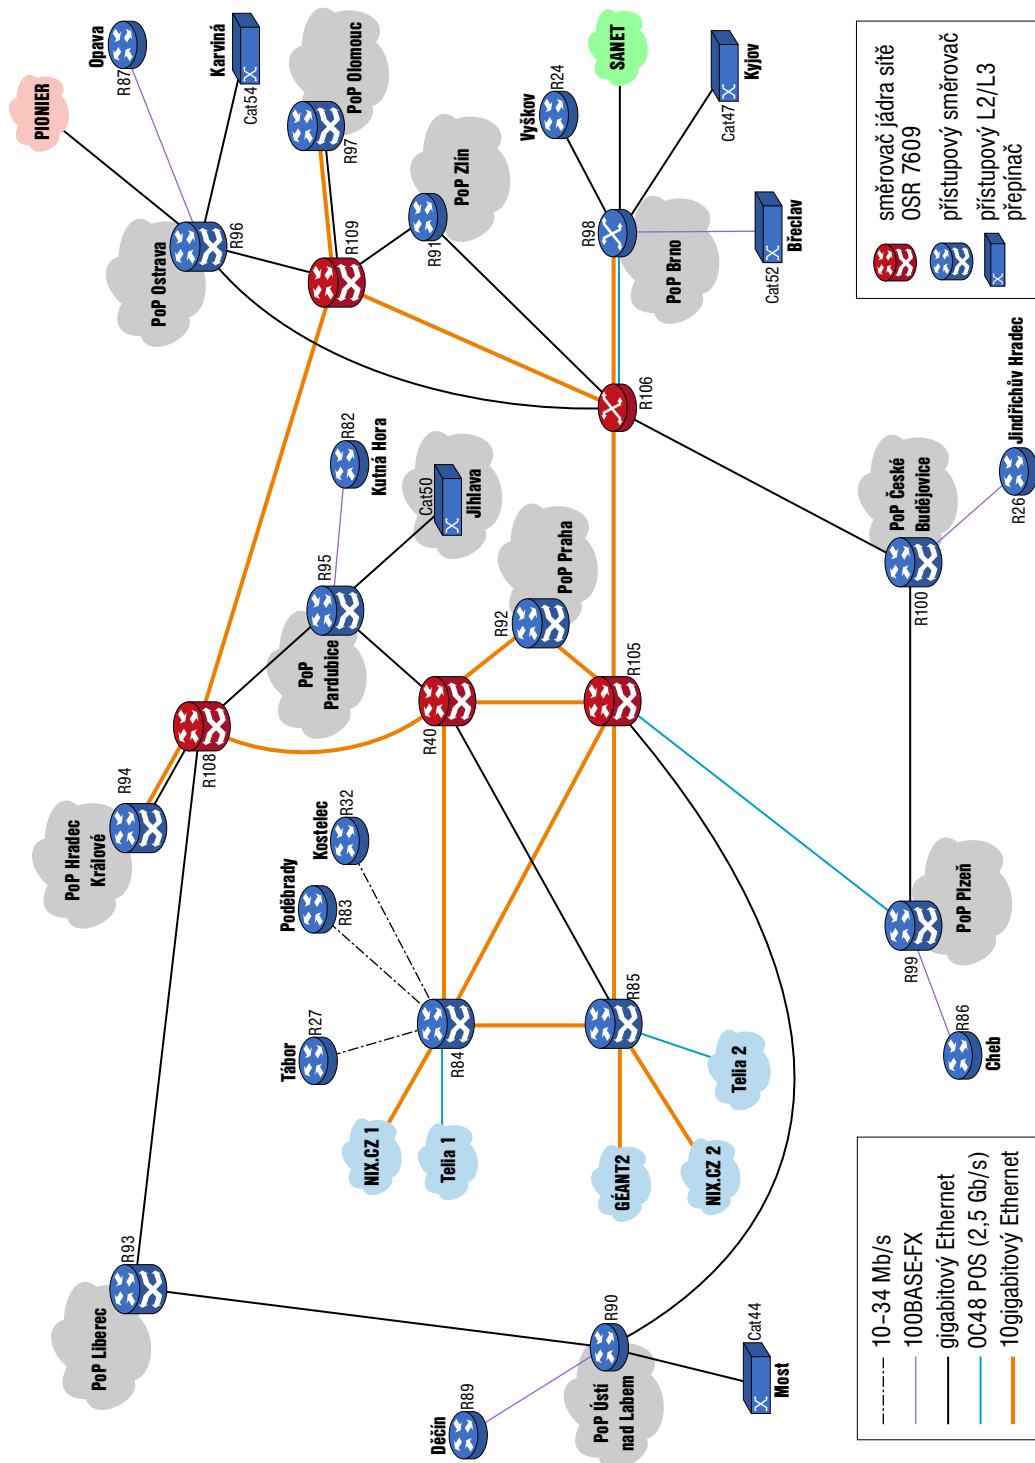 PIONIER
Opava
R87
Karviná
Cat54
PoP Ostrava
R96
PoP Olomouc
R97
R109
PoP Zlín
R91
Vyškov
R24
SANET
Kyjov
Cat47
R98
PoP Brno
Břeclav
Cat52
R106
R82
Kutná Hora
Cat50
Jihlava
R95
PoP
Pardubice
PoP Praha
R92
R105
R40
R108
R94
PoP Hradec
Králové
Kostelec
R32
Poděbrady
R83
Tábor
R27
R84
R85
NIX.CZ 1
Telia 1
GÉANT2
NIX.CZ 2
Telia 2
R93
PoP Liberec
R90
PoP Ústí
nad Labem
Děčín
R89
Most
Cat44
PoP České
Budějovice
R100
Jindřichův Hradec
R26
PoP Plzeň
R99
R86
Cheb
10–34 Mb/s
100BASE-FX
gigabitový Ethernet
OC48 POS (2,5 Gb/s)
10gigabitový Ethernet
směrovač jádra sítě
OSR 7609
přístupový směrovač
přístupový L2/L3
přepínač